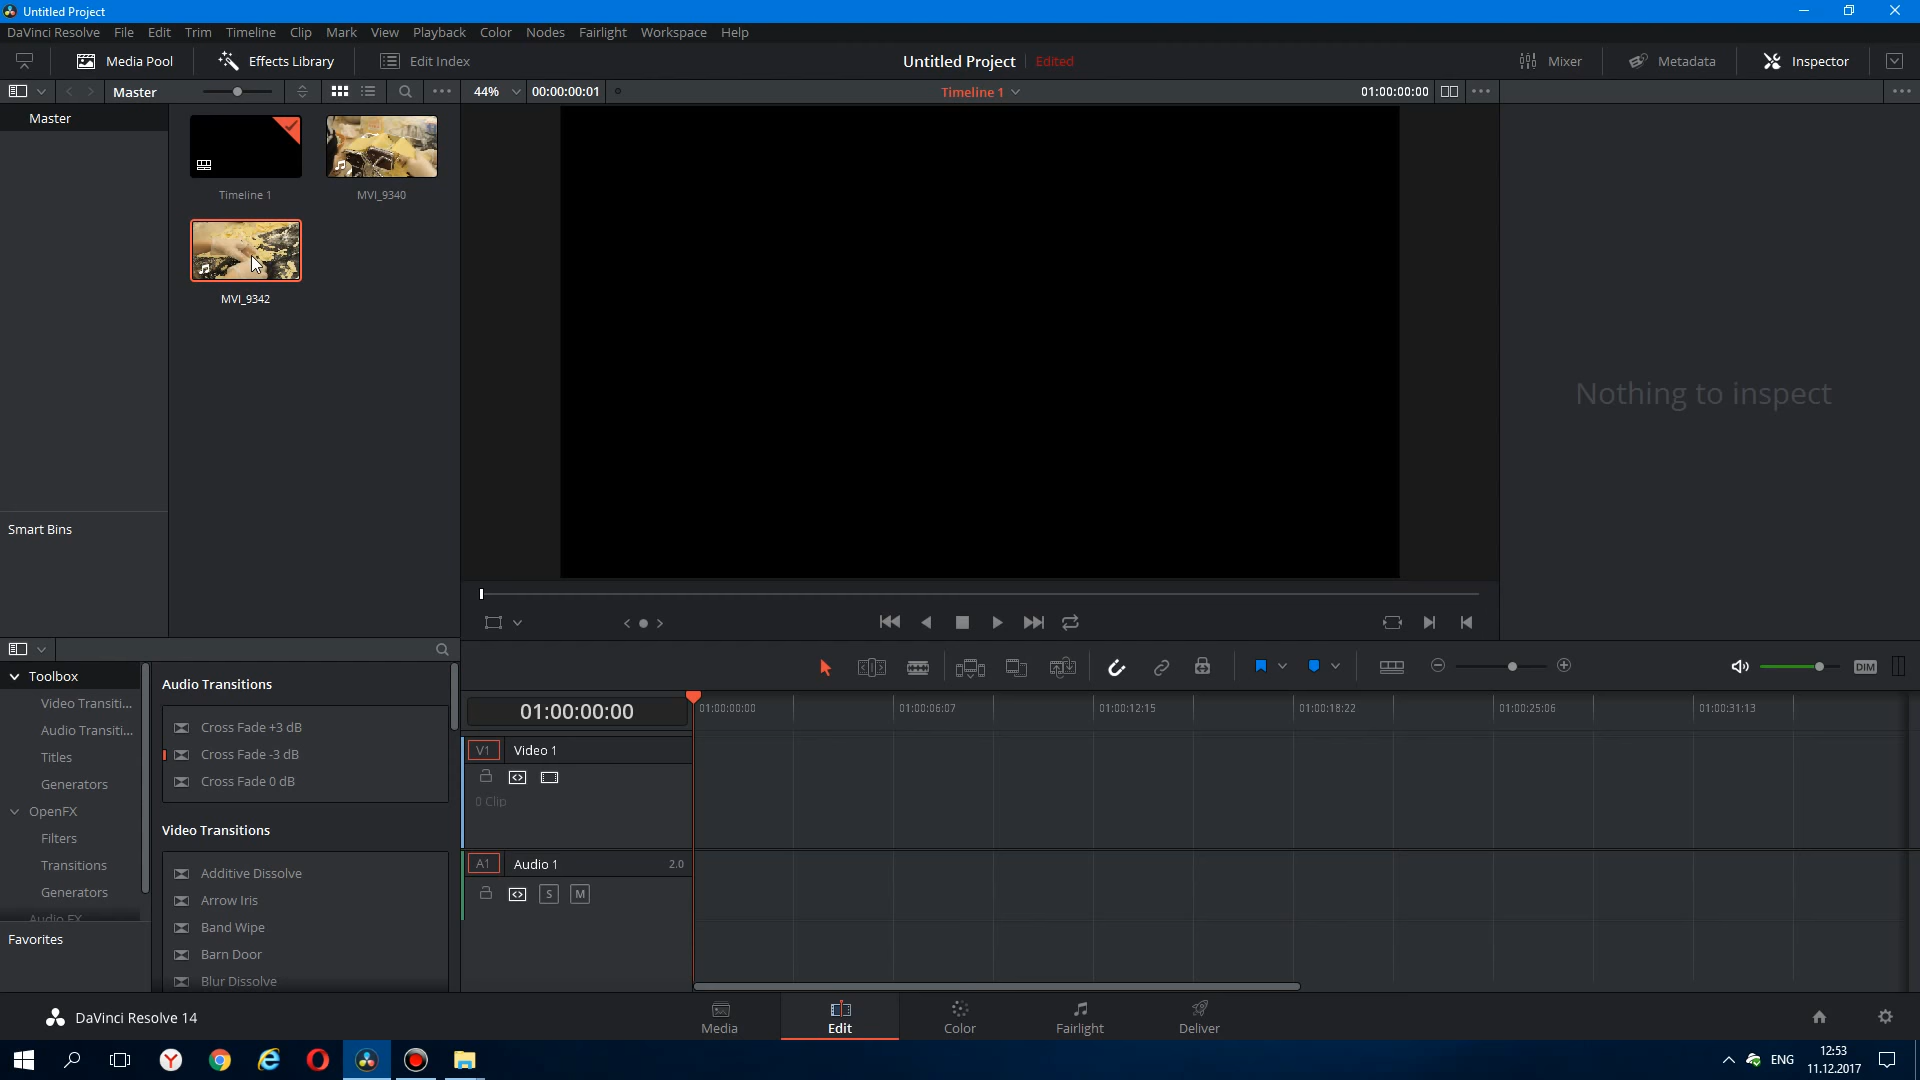 Untitled Project
DaVinci Resolve File Edit Trim Timeline Clip Mark View Playback Color Nodes Fairlight Workspace Help
Media Pool Effects Library Edit Index Untitled Project Edited Mixer Metadata Inspector
Master 44% 00:00:00:01 Timeline 1 01:00:00:00
Master
Timeline 1 MVI_9340
MVI_9342
Nothing to inspect
Smart Bins
Toolbox
Video Transiti...
Audio Transiti...
Titles
Generators
OpenFX
Filters
Transitions
Generators
Audio FX
Favorites
Audio Transitions
Cross Fade +3 dB
Cross Fade -3 dB
Cross Fade 0 dB
Video Transitions
Additive Dissolve
Arrow Iris
Band Wipe
Barn Door
Blur Dissolve
DIM
01:00:00:00 01:00:00:00 01:00:06:07 01:00:12:15 01:00:18:22 01:00:25:06 01:00:31:13
V1 Video 1
0 Clip
A1 Audio 1 2.0
S M
DaVinci Resolve 14 Media Edit Color Fairlight Deliver
ENG 12:53
11.12.2017